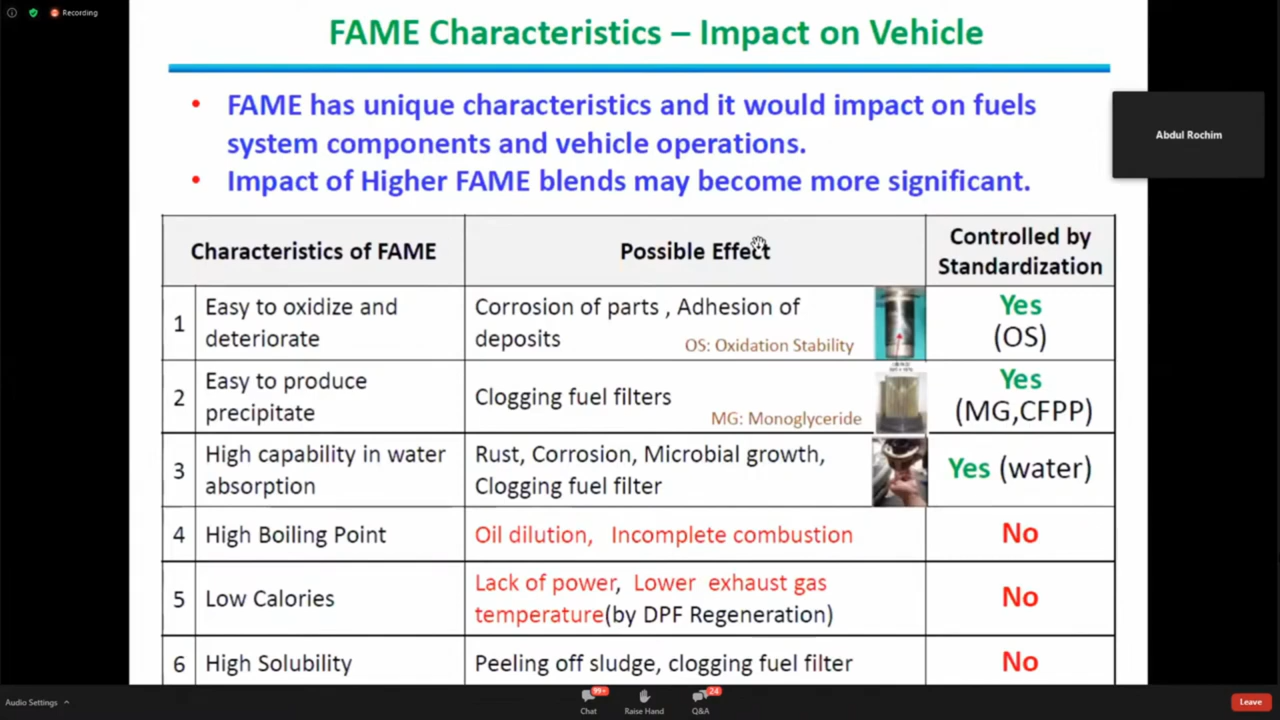 Recording
FAME Characteristics – Impact on Vehicle
• FAME has unique characteristics and it would impact on fuels
system components and vehicle operations.
• Impact of Higher FAME blends may become more significant.
Abdul Rochim
Characteristics of FAME
Possible Effect
Controlled by
Standardization
1
Easy to oxidize and
deteriorate
Corrosion of parts , Adhesion of
deposits
OS: Oxidation Stability
Yes
(OS)
2
Easy to produce
precipitate
Clogging fuel filters
MG: Monoglyceride
Yes
(MG,CFPP)
3
High capability in water
absorption
Rust, Corrosion, Microbial growth,
Clogging fuel filter
Yes (water)
4
High Boiling Point
Oil dilution, Incomplete combustion
No
5
Low Calories
Lack of power, Lower exhaust gas
temperature(by DPF Regeneration)
No
6
High Solubility
Peeling off sludge, clogging fuel filter
No
Audio Settings
99+
Chat
Raise Hand
24
Q&A
Leave